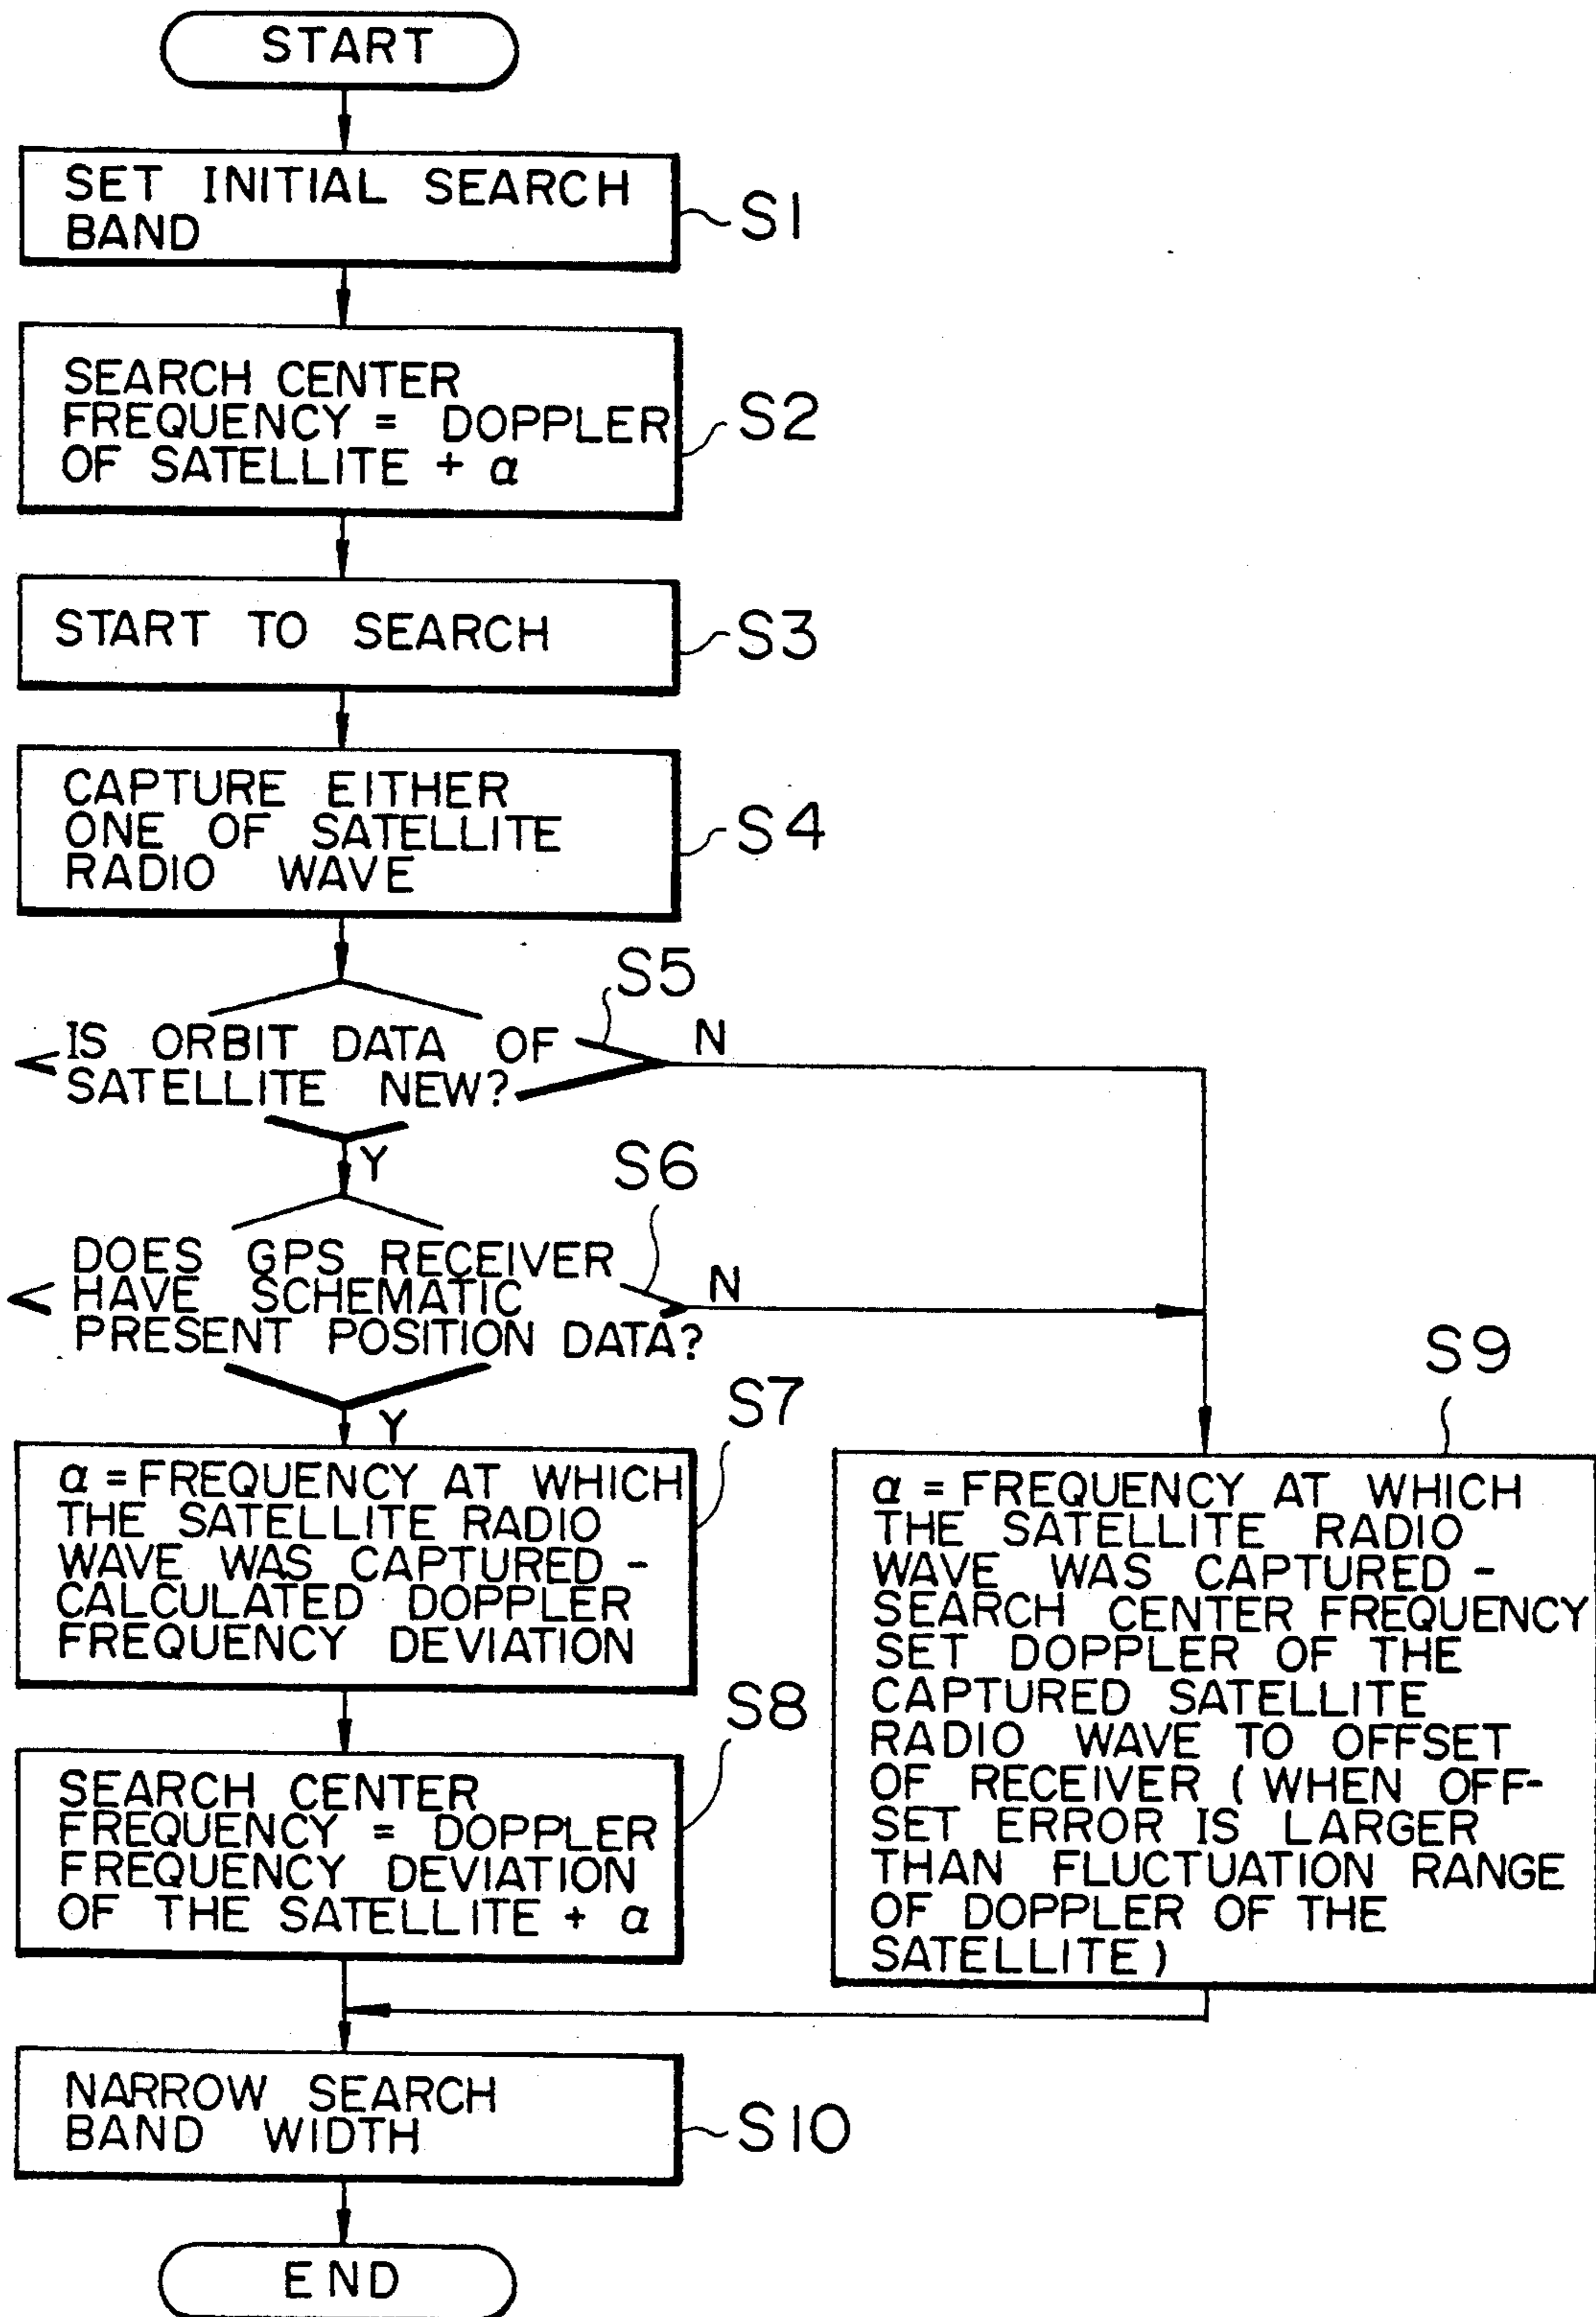 START
SET INITIAL SEARCH
BAND
S1
SEARCH CENTER
FREQUENCY = DOPPLER
OF SATELLITE + α
S2
START TO SEARCH
S3
CAPTURE EITHER
ONE OF SATELLITE
RADIO WAVE
S4
S5
IS ORBIT DATA OF
SATELLITE NEW?
N
Y
S6
DOES GPS RECEIVER
HAVE SCHEMATIC
PRESENT POSITION DATA?
N
Y
S7
α = FREQUENCY AT WHICH
THE SATELLITE RADIO
WAVE WAS CAPTURED -
CALCULATED DOPPLER
FREQUENCY DEVIATION
S8
SEARCH CENTER
FREQUENCY = DOPPLER
FREQUENCY DEVIATION
OF THE SATELLITE + α
S9
α = FREQUENCY AT WHICH
THE SATELLITE RADIO
WAVE WAS CAPTURED -
SEARCH CENTER FREQUENCY
SET DOPPLER OF THE
CAPTURED SATELLITE
RADIO WAVE TO OFFSET
OF RECEIVER (WHEN OFF-
SET ERROR IS LARGER
THAN FLUCTUATION RANGE
OF DOPPLER OF THE
SATELLITE)
NARROW SEARCH
BAND WIDTH
S10
END